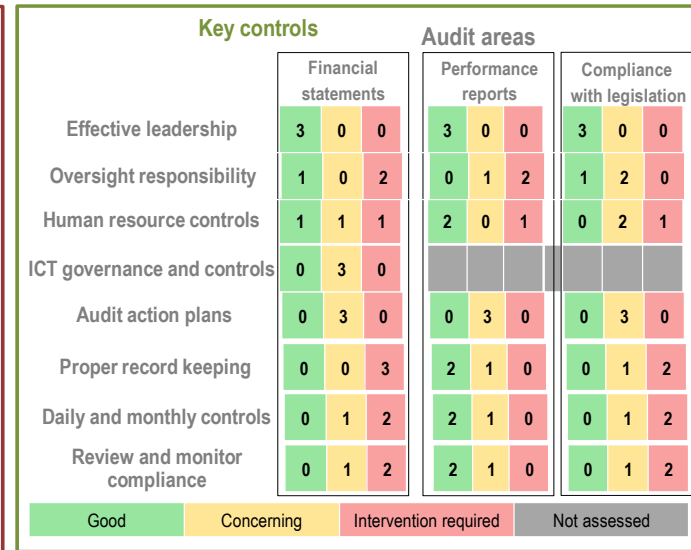 Key controls
Audit areas
Financial statements
Performance reports
Compliance with legislation
Effective leadership 3 0 0 3 0 0 3 0 0
Oversight responsibility 1 0 2 0 1 2 1 2 0
Human resource controls 1 1 1 2 0 1 0 2 1
ICT governance and controls 0 3 0
Audit action plans 0 3 0 0 3 0 0 3 0
Proper record keeping 0 0 3 2 1 0 0 1 2
Daily and monthly controls 0 1 2 2 1 0 0 1 2
Review and monitor
compliance 0 1 2 2 1 0 0 1 2
Good Concerning Intervention required Not assessed